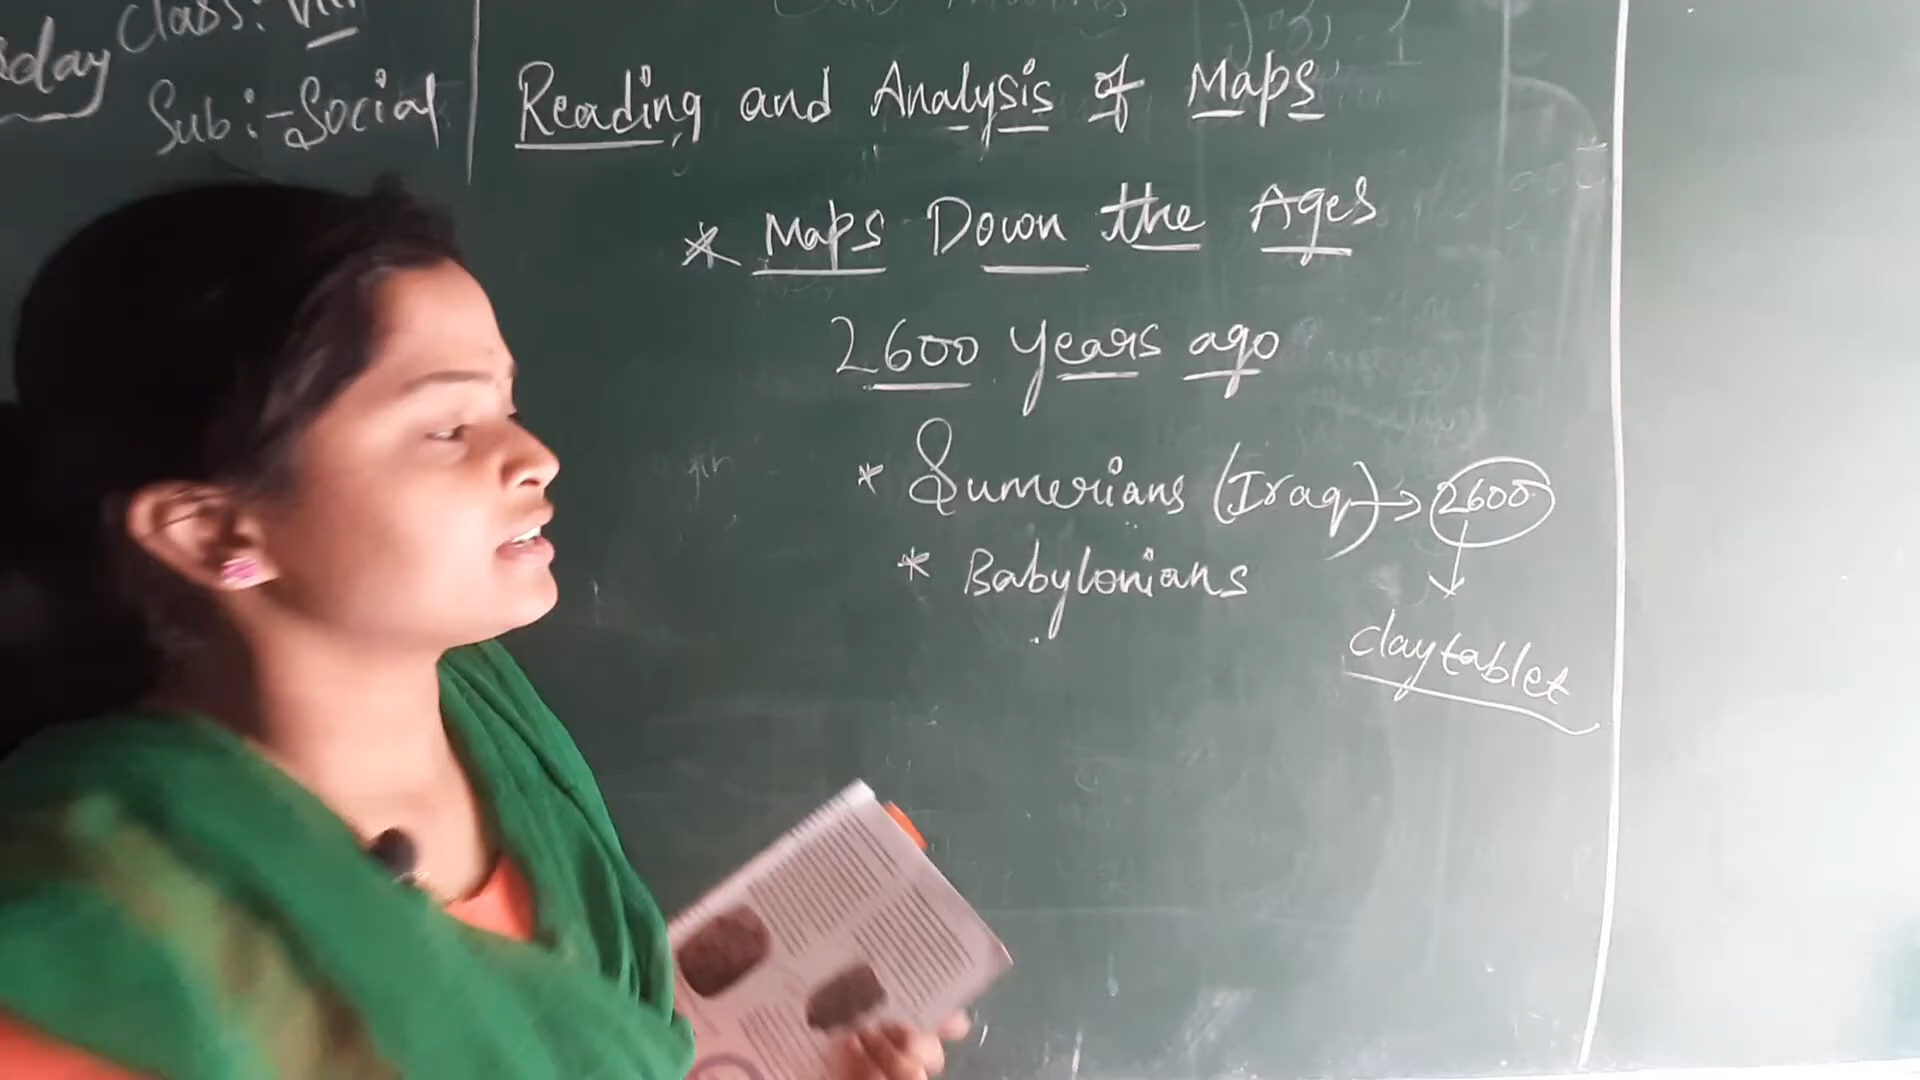 day
Class: VIII
Sub:-Social
Reading and Analysis of Maps
* Maps Down the Ages
2600 years ago
* Sumerians (Iraq) → 2600
↓
* Babylonians
claytablet